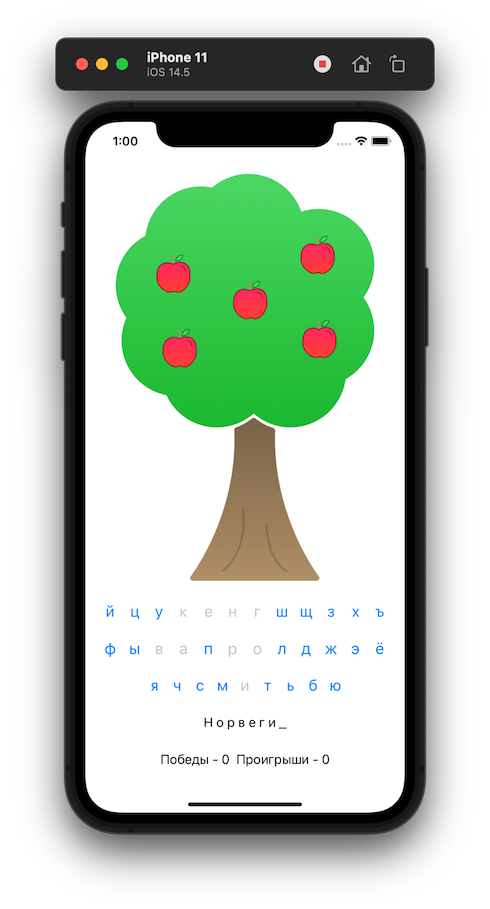 iPhone 11
iOS 14.5
1:00
й ц у к е н г ш щ з х ъ
ф ы в а п р о л д ж э ё
я ч с м и т ь б ю
Н о р в е г и _
Победы - 0 Проигрыши - 0